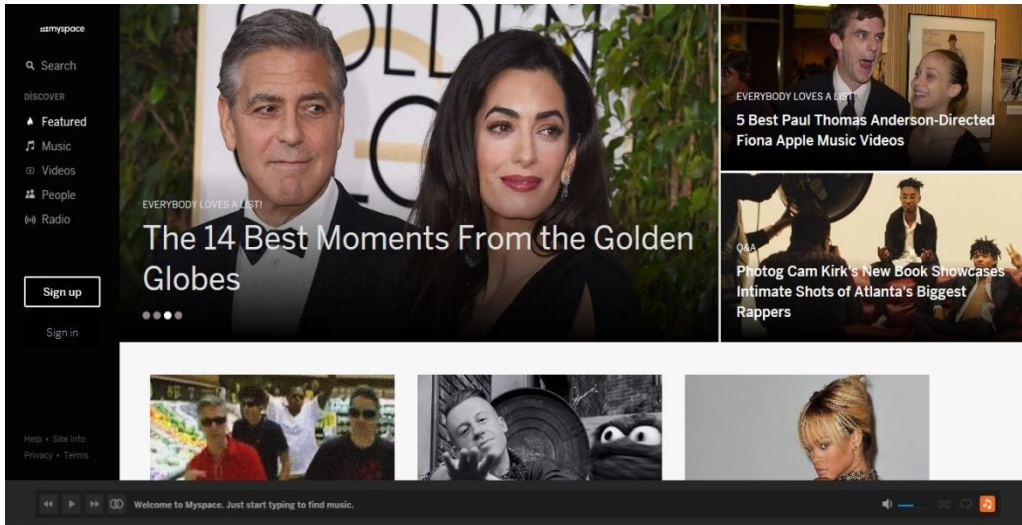 myspace
Search
DISCOVER
Featured
Music
Videos
People
Radio
Sign up
Sign in
Help • Site info
Privacy • Terms
EVERYBODY LOVES A LIST!
The 14 Best Moments From the Golden
Globes
EVERYBODY LOVES A LIST!
5 Best Paul Thomas Anderson-Directed
Fiona Apple Music Videos
Q&A
Photog Cam Kirk's New Book Showcases
Intimate Shots of Atlanta's Biggest
Rappers
Welcome to Myspace. Just start typing to find music.